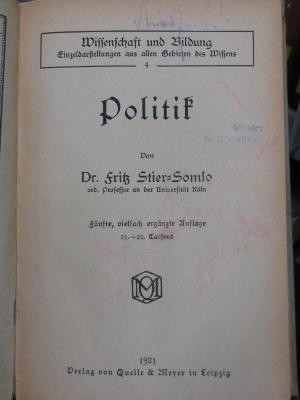 Wissenschaft und Bildung
Einzeldarstellungen aus allen Gebieten des Wissens
4
Politik
Von
Dr. Fritz Stier-Somlo
ord. Professor an der Universität Köln
Fünfte, vielfach ergänzte Auflage
21.–25. Tausend
1921
Verlag von Quelle & Meyer in Leipzig